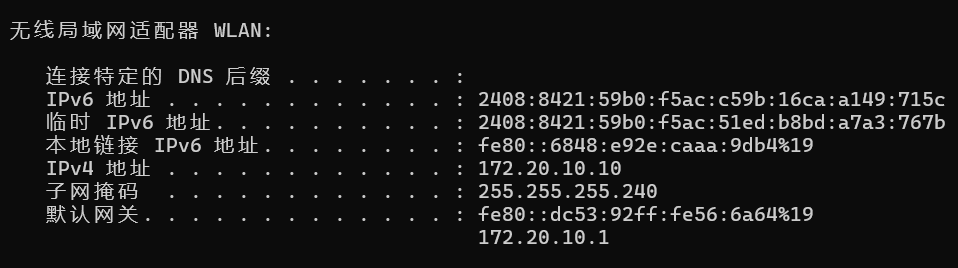 无线局域网适配器 WLAN:
连接特定的 DNS 后缀 . . . . . . . :
IPv6 地址 . . . . . . . . . . . . : 2408:8421:59b0:f5ac:c59b:16ca:a149:715c
临时 IPv6 地址. . . . . . . . . . : 2408:8421:59b0:f5ac:51ed:b8bd:a7a3:767b
本地链接 IPv6 地址. . . . . . . . : fe80::6848:e92e:caaa:9db4%19
IPv4 地址 . . . . . . . . . . . . : 172.20.10.10
子网掩码  . . . . . . . . . . . . : 255.255.255.240
默认网关. . . . . . . . . . . . . : fe80::dc53:92ff:fe56:6a64%19
172.20.10.1